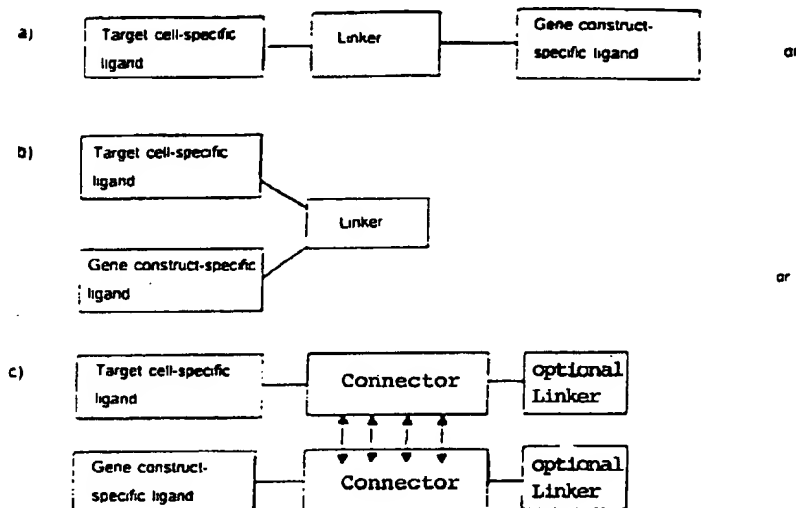 a)
Target cell-specific
ligand
Linker
Gene construct-
specific ligand
b)
Target cell-specific
ligand
Linker
Gene construct-specific
ligand
or
c)
Target cell-specific
ligand
Connector
optional
Linker
Gene construct-
specific ligand
Connector
optional
Linker